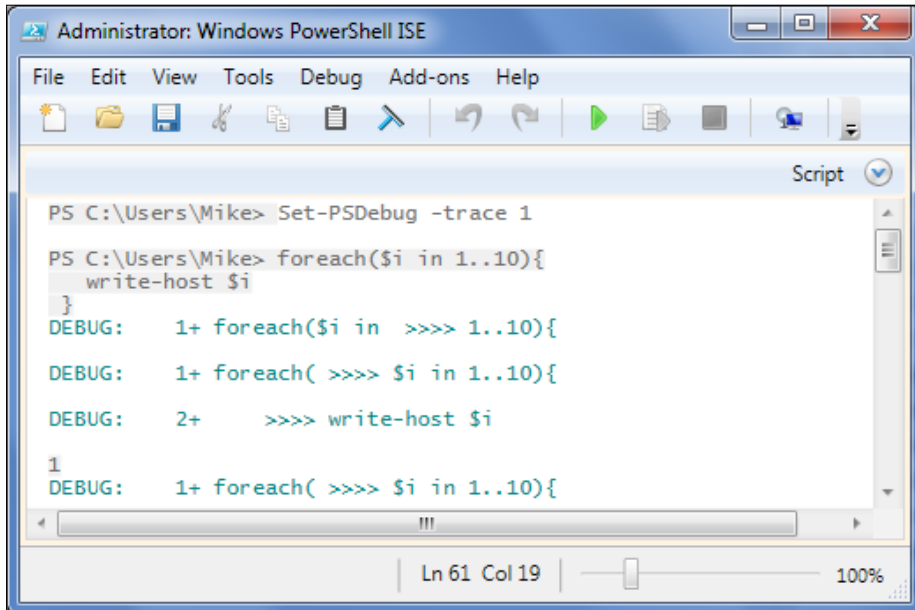 Administrator: Windows PowerShell ISE
File Edit View Tools Debug Add-ons Help
Script
PS C:\Users\Mike> Set-PSDebug -trace 1
PS C:\Users\Mike> foreach($i in 1..10){
write-host $i
}
DEBUG: 1+ foreach($i in >>>> 1..10){
DEBUG: 1+ foreach( >>>> $i in 1..10){
DEBUG: 2+ >>>> write-host $i
1
DEBUG: 1+ foreach( >>>> $i in 1..10){
Ln 61 Col 19
100%